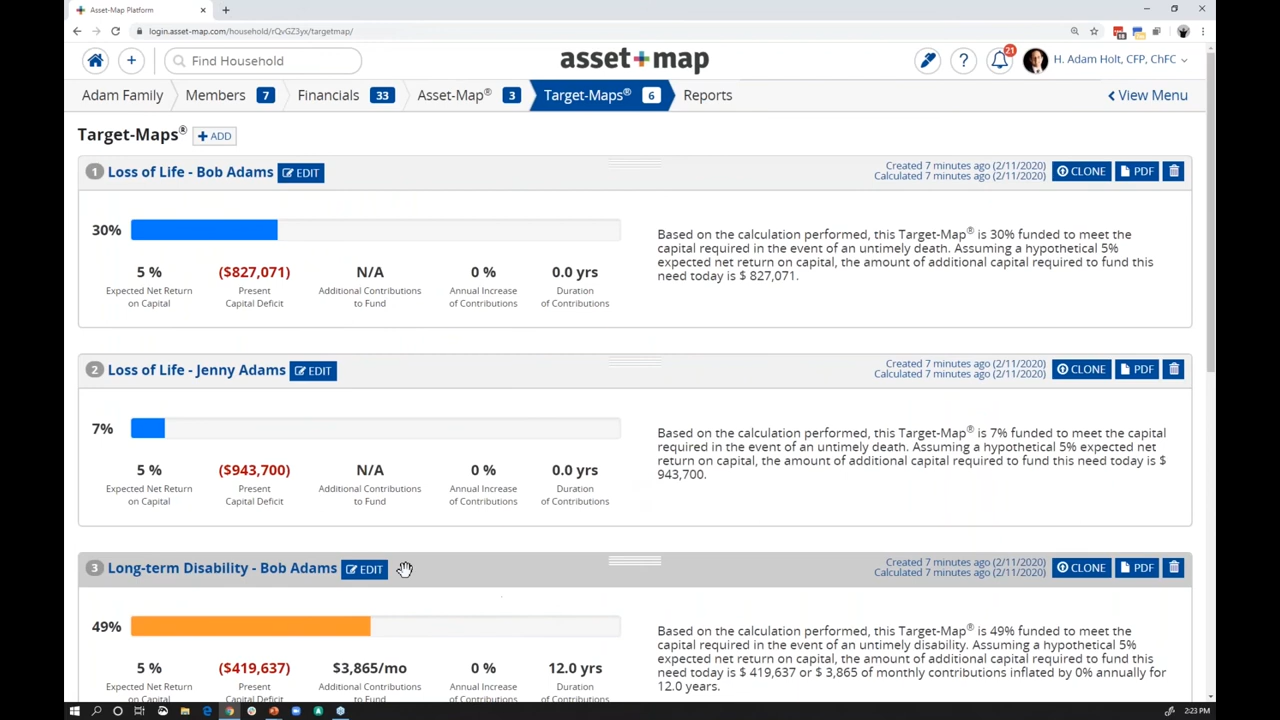 Asset-Map Platform
login.asset-map.com/household/rQvGZ3yx/targetmap/
Find Household
asset+map
21
H. Adam Holt, CFP, ChFC
Adam Family
Members 7
Financials 33
Asset-Map® 3
Target-Maps® 6
Reports
View Menu
Target-Maps®
+ ADD
1 Loss of Life - Bob Adams
EDIT
Created 7 minutes ago (2/11/2020)
Calculated 7 minutes ago (2/11/2020)
CLONE
PDF
30%
5 %
Expected Net Return
on Capital
($827,071)
Present
Capital Deficit
N/A
Additional Contributions
to Fund
0 %
Annual Increase
of Contributions
0.0 yrs
Duration
of Contributions
Based on the calculation performed, this Target-Map® is 30% funded to meet the
capital required in the event of an untimely death. Assuming a hypothetical 5%
expected net return on capital, the amount of additional capital required to fund this
need today is $ 827,071.
2 Loss of Life - Jenny Adams
EDIT
Created 7 minutes ago (2/11/2020)
Calculated 7 minutes ago (2/11/2020)
CLONE
PDF
7%
5 %
Expected Net Return
on Capital
($943,700)
Present
Capital Deficit
N/A
Additional Contributions
to Fund
0 %
Annual Increase
of Contributions
0.0 yrs
Duration
of Contributions
Based on the calculation performed, this Target-Map® is 7% funded to meet the capital
required in the event of an untimely death. Assuming a hypothetical 5% expected net
return on capital, the amount of additional capital required to fund this need today is $
943,700.
3 Long-term Disability - Bob Adams
EDIT
Created 7 minutes ago (2/11/2020)
Calculated 7 minutes ago (2/11/2020)
CLONE
PDF
49%
5 %
Expected Net Return
on Capital
($419,637)
Present
Capital Deficit
$3,865/mo
Additional Contributions
to Fund
0 %
Annual Increase
of Contributions
12.0 yrs
Duration
of Contributions
Based on the calculation performed, this Target-Map® is 49% funded to meet the
capital required in the event of an untimely disability. Assuming a hypothetical 5%
expected net return on capital, the amount of additional capital required to fund this
need today is $ 419,637 or $ 3,865 of monthly contributions inflated by 0% annually for
12.0 years.
2:23 PM